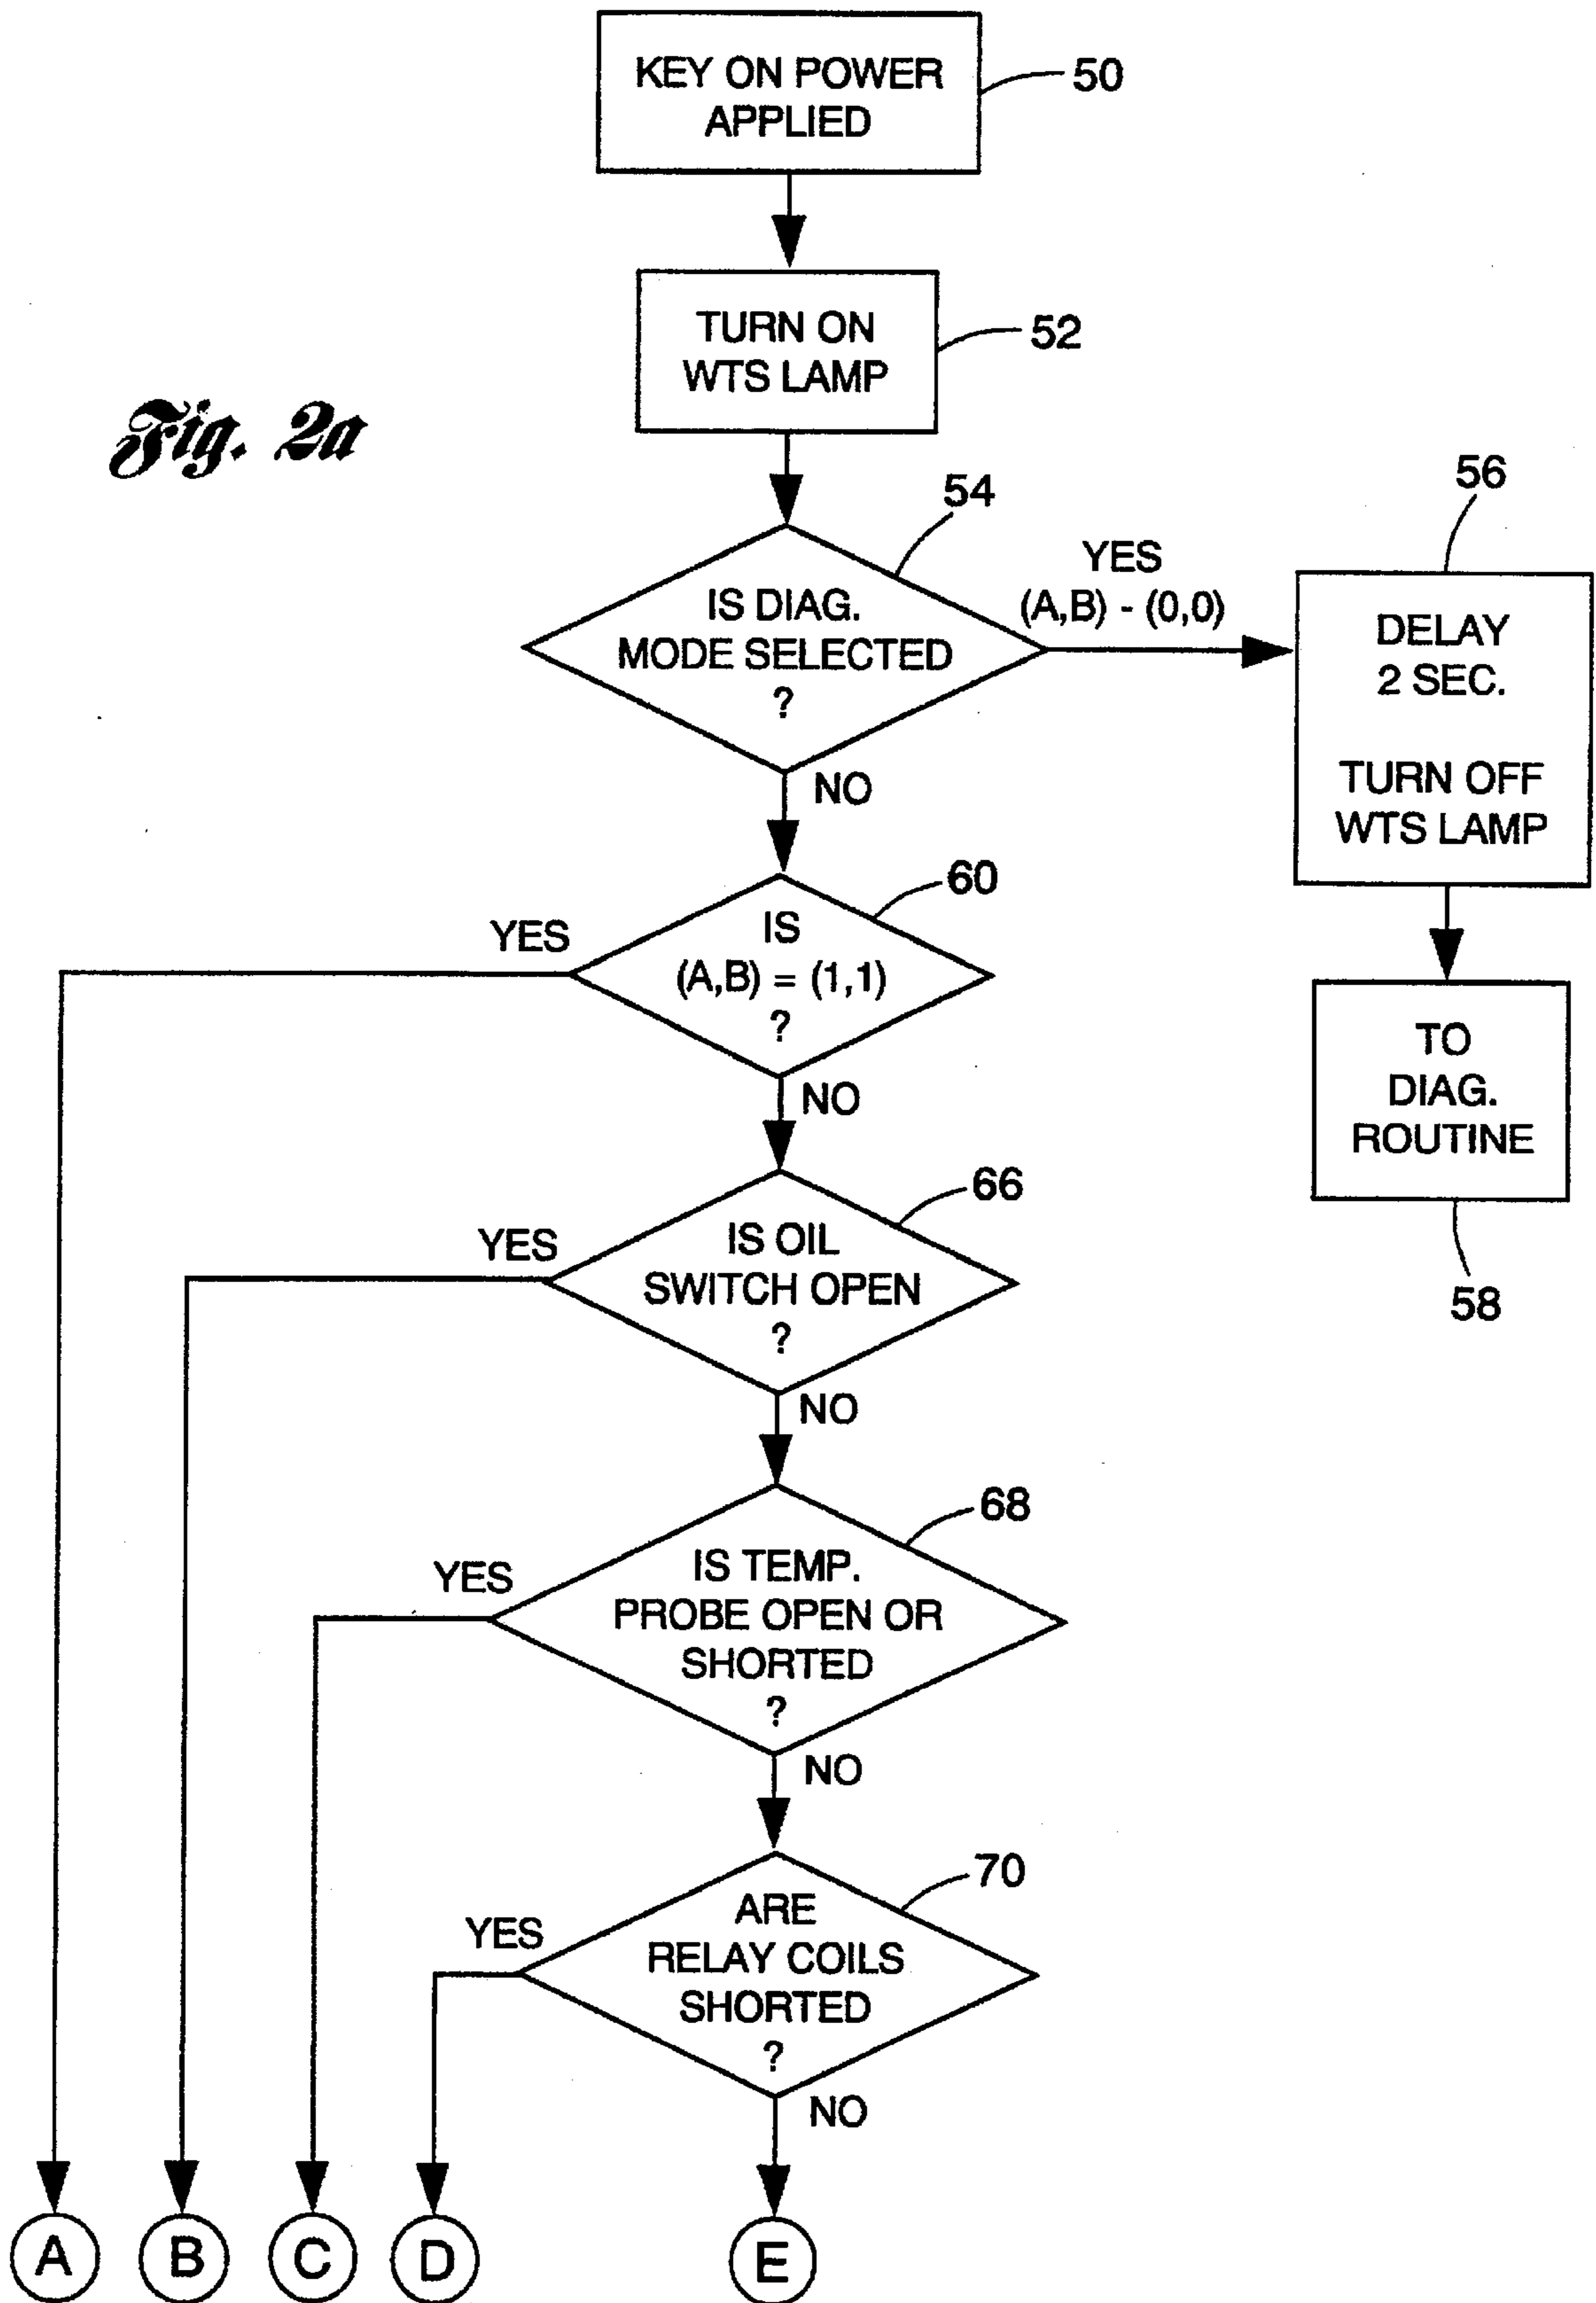 KEY ON POWER
APPLIED
50
TURN ON
WTS LAMP
52
Fig. 2a
54
IS DIAG.
MODE SELECTED
?
YES
(A,B) - (0,0)
56
DELAY
2 SEC.
TURN OFF
WTS LAMP
NO
60
YES
IS
(A,B) = (1,1)
?
TO
DIAG.
ROUTINE
58
NO
66
YES
IS OIL
SWITCH OPEN
?
NO
68
YES
IS TEMP.
PROBE OPEN OR
SHORTED
?
NO
70
YES
ARE
RELAY COILS
SHORTED
?
NO
A
B
C
D
E